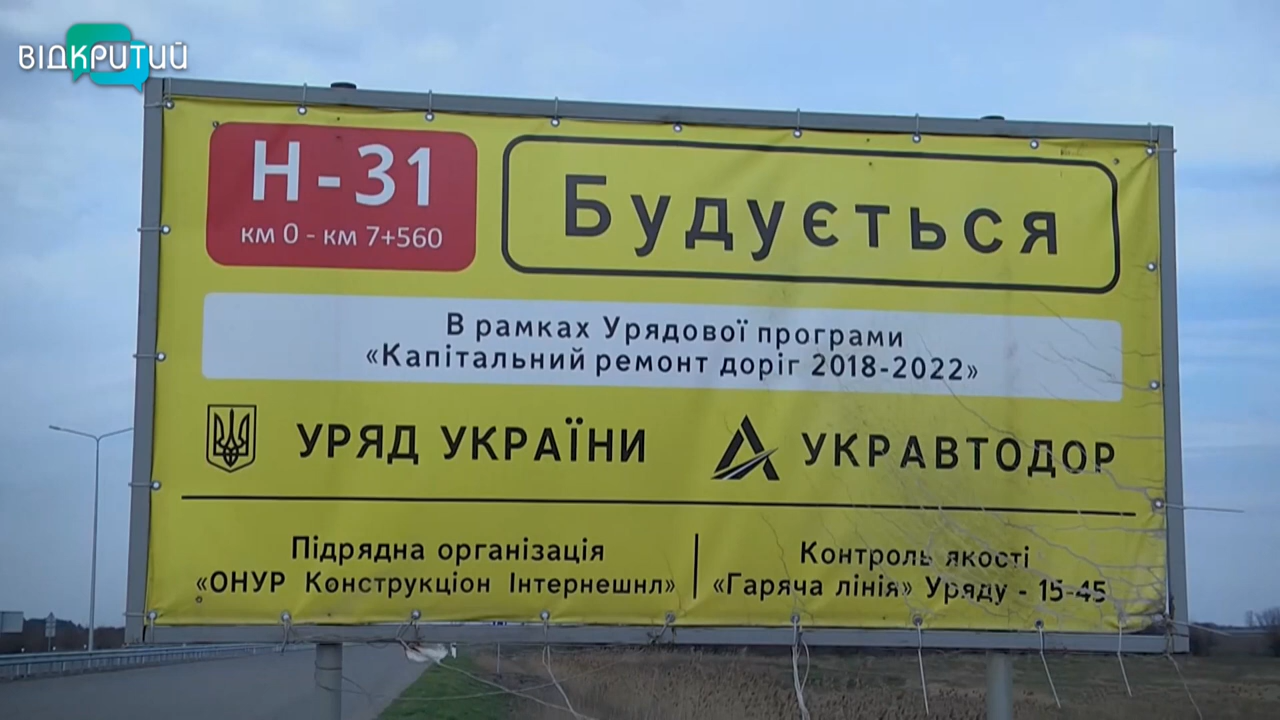 ВІДКРИТИЙ
Н-31
км 0 - км 7+560
Будується
В рамках Урядової програми
«Капітальний ремонт доріг 2018-2022»
УРЯД УКРАЇНИ
УКРАВТОДОР
Підрядна організація
«ОНУР Конструкціон Інтернешнл»
Контроль якості
«Гаряча лінія» Уряду - 15-45